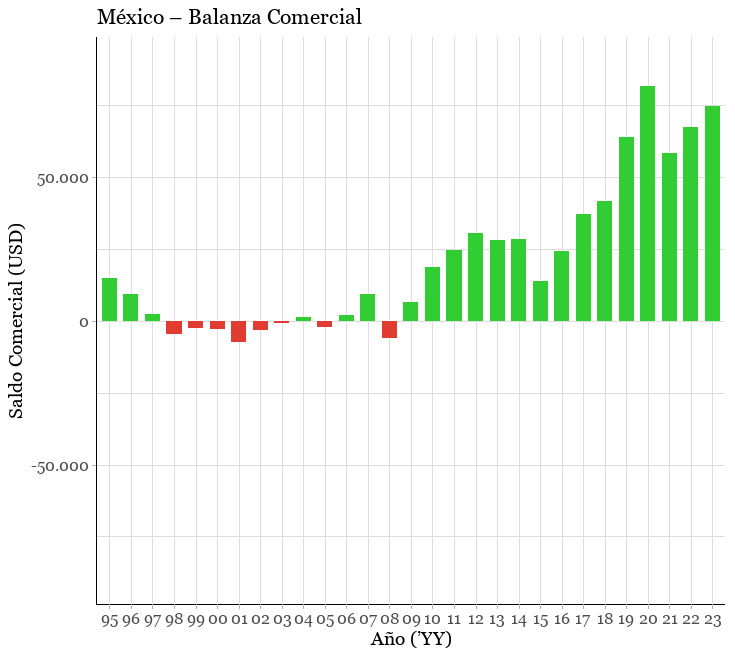 México – Balanza Comercial
Saldo Comercial (USD)
50.000
0
-50.000
95 96 97 98 99 00 01 02 03 04 05 06 07 08 09 10 11 12 13 14 15 16 17 18 19 20 21 22 23
Año (’YY)